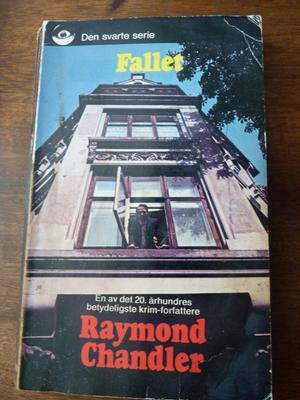 Den svarte serie
Fallet
En av det 20. århundres
betydeligste krim-forfattere
Raymond
Chandler